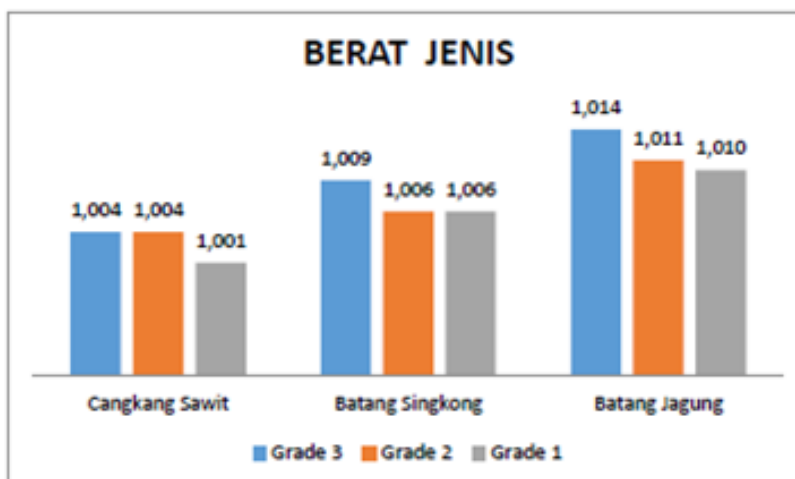 BERAT JENIS
1,004 1,004 1,001
1,009 1,006 1,006
1,014 1,011 1,010
Cangkang Sawit Batang Singkong Batang Jagung
Grade 3 Grade 2 Grade 1